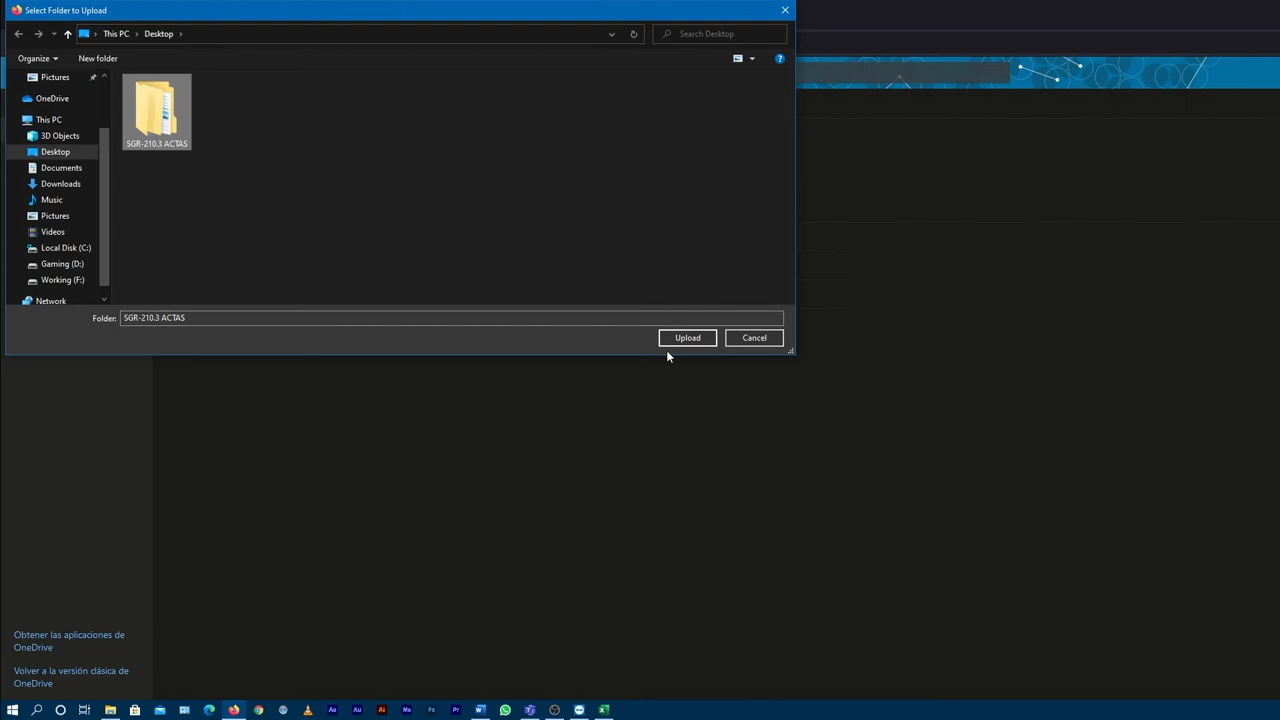 Select Folder to Upload
This PC
Desktop
Search Desktop
Organize
New folder
Pictures
OneDrive
This PC
3D Objects
Desktop
Documents
Downloads
Music
Pictures
Videos
Local Disk (C:)
Gaming (D:)
Working (F:)
Network
SGR-210.3 ACTAS
Folder:
SGR-210.3 ACTAS
Upload
Cancel
Obtener las aplicaciones de
OneDrive
Volver a la versión clásica de
OneDrive